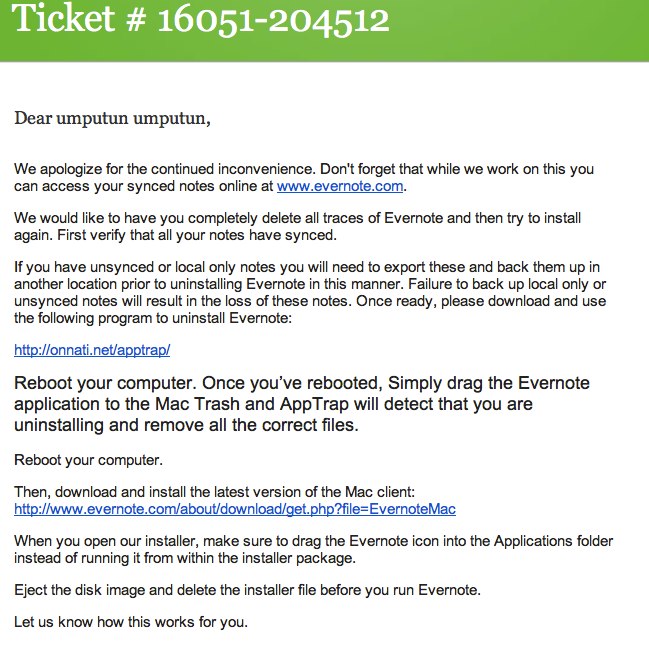 Ticket # 16051-204512
Dear umputun umputun,
We apologize for the continued inconvenience. Don't forget that while we work on this you
can access your synced notes online at www.evernote.com.
We would like to have you completely delete all traces of Evernote and then try to install
again. First verify that all your notes have synced.
If you have unsynced or local only notes you will need to export these and back them up in
another location prior to uninstalling Evernote in this manner. Failure to back up local only or
unsynced notes will result in the loss of these notes. Once ready, please download and use
the following program to uninstall Evernote:
http://onnati.net/apptrap/
Reboot your computer. Once you’ve rebooted, Simply drag the Evernote
application to the Mac Trash and AppTrap will detect that you are
uninstalling and remove all the correct files.
Reboot your computer.
Then, download and install the latest version of the Mac client:
http://www.evernote.com/about/download/get.php?file=EvernoteMac
When you open our installer, make sure to drag the Evernote icon into the Applications folder
instead of running it from within the installer package.
Eject the disk image and delete the installer file before you run Evernote.
Let us know how this works for you.